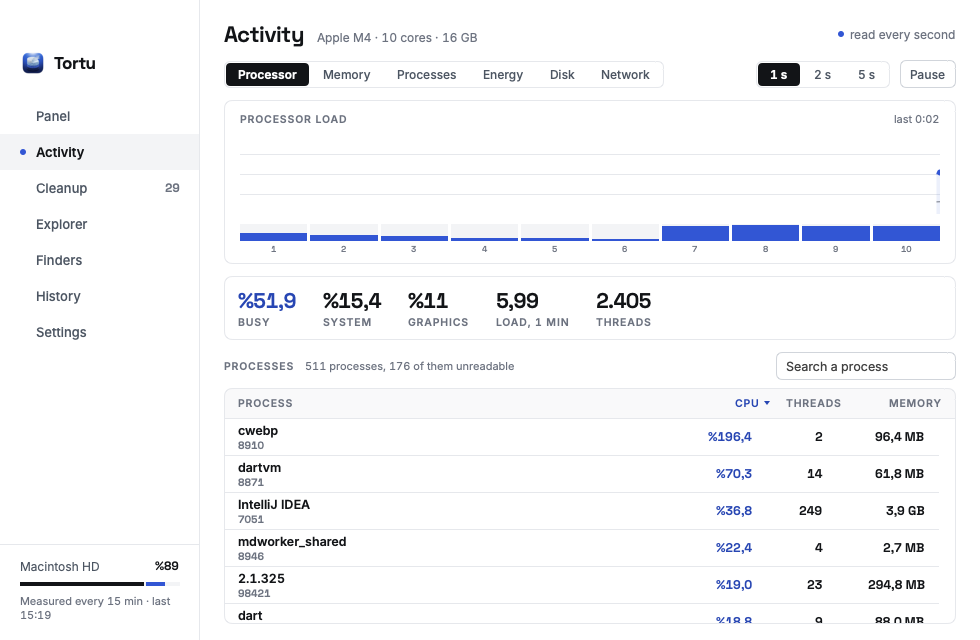 Tortu
Panel
Activity
Cleanup 29
Explorer
Finders
History
Settings
Macintosh HD %89
Measured every 15 min · last
15:19
Activity Apple M4 · 10 cores · 16 GB
read every second
Processor Memory Processes Energy Disk Network
1 s 2 s 5 s Pause
PROCESSOR LOAD last 0:02
1 2 3 4 5 6 7 8 9 10
%51,9 %15,4 %11 5,99 2.405
BUSY SYSTEM GRAPHICS LOAD, 1 MIN THREADS
PROCESSES 511 processes, 176 of them unreadable
Search a process
PROCESS CPU THREADS MEMORY
cwebp
8910
%196,4 2 96,4 MB
dartvm
8871
%70,3 14 61,8 MB
IntelliJ IDEA
7051
%36,8 249 3,9 GB
mdworker_shared
8946
%22,4 4 2,7 MB
2.1.325
98421
%19,0 23 294,8 MB
dart
%18,8 9 88,0 MB